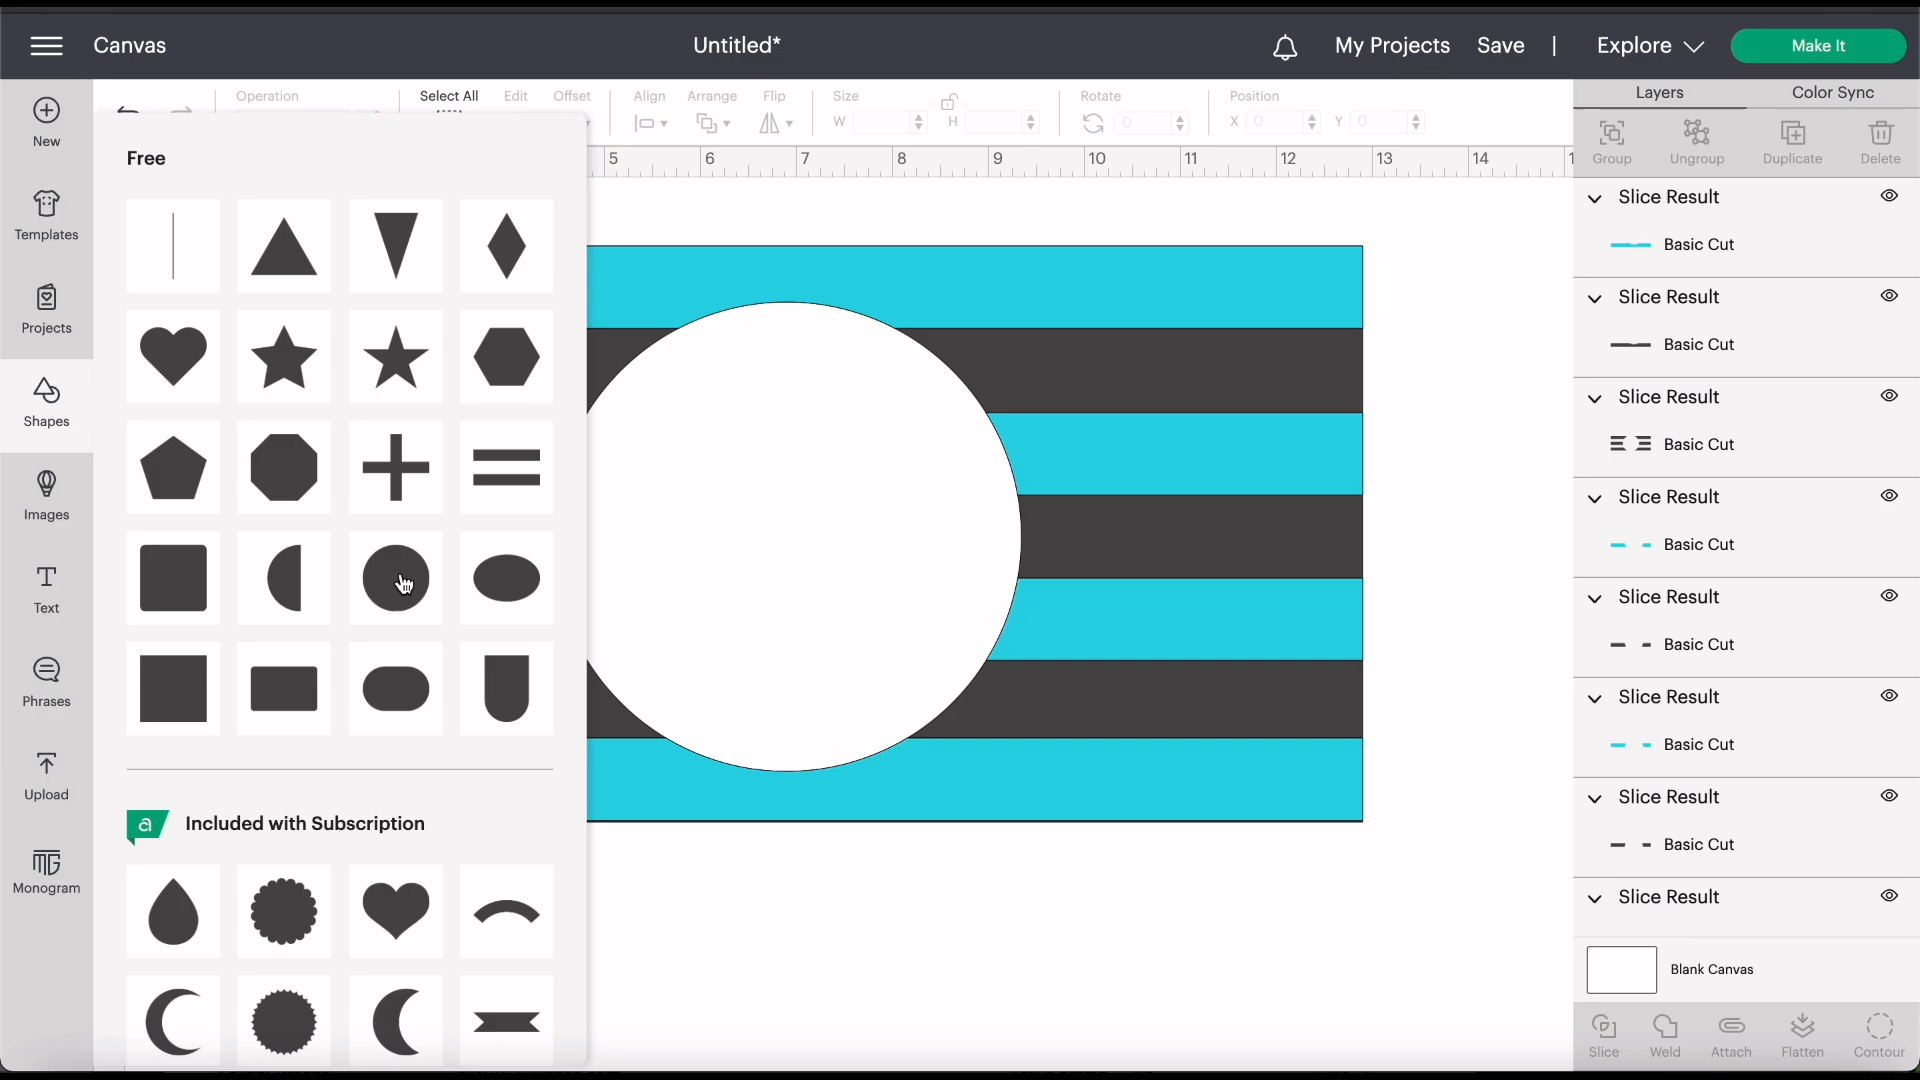 Canvas
Untitled*
My Projects
Save
|
Explore
Make It
New
Templates
Projects
Shapes
Images
Text
Phrases
Upload
Monogram
Operation
Select All
Edit
Offset
Align
Arrange
Flip
Size
W
H
Rotate
0
Position
X 0
Y 0
Free
Included with Subscription
5 6 7 8 9 10 11 12 13 14 1
Layers
Color Sync
Group
Ungroup
Duplicate
Delete
Slice Result
Basic Cut
Slice Result
Basic Cut
Slice Result
Basic Cut
Slice Result
Basic Cut
Slice Result
Basic Cut
Slice Result
Basic Cut
Slice Result
Basic Cut
Slice Result
Blank Canvas
Slice
Weld
Attach
Flatten
Contour